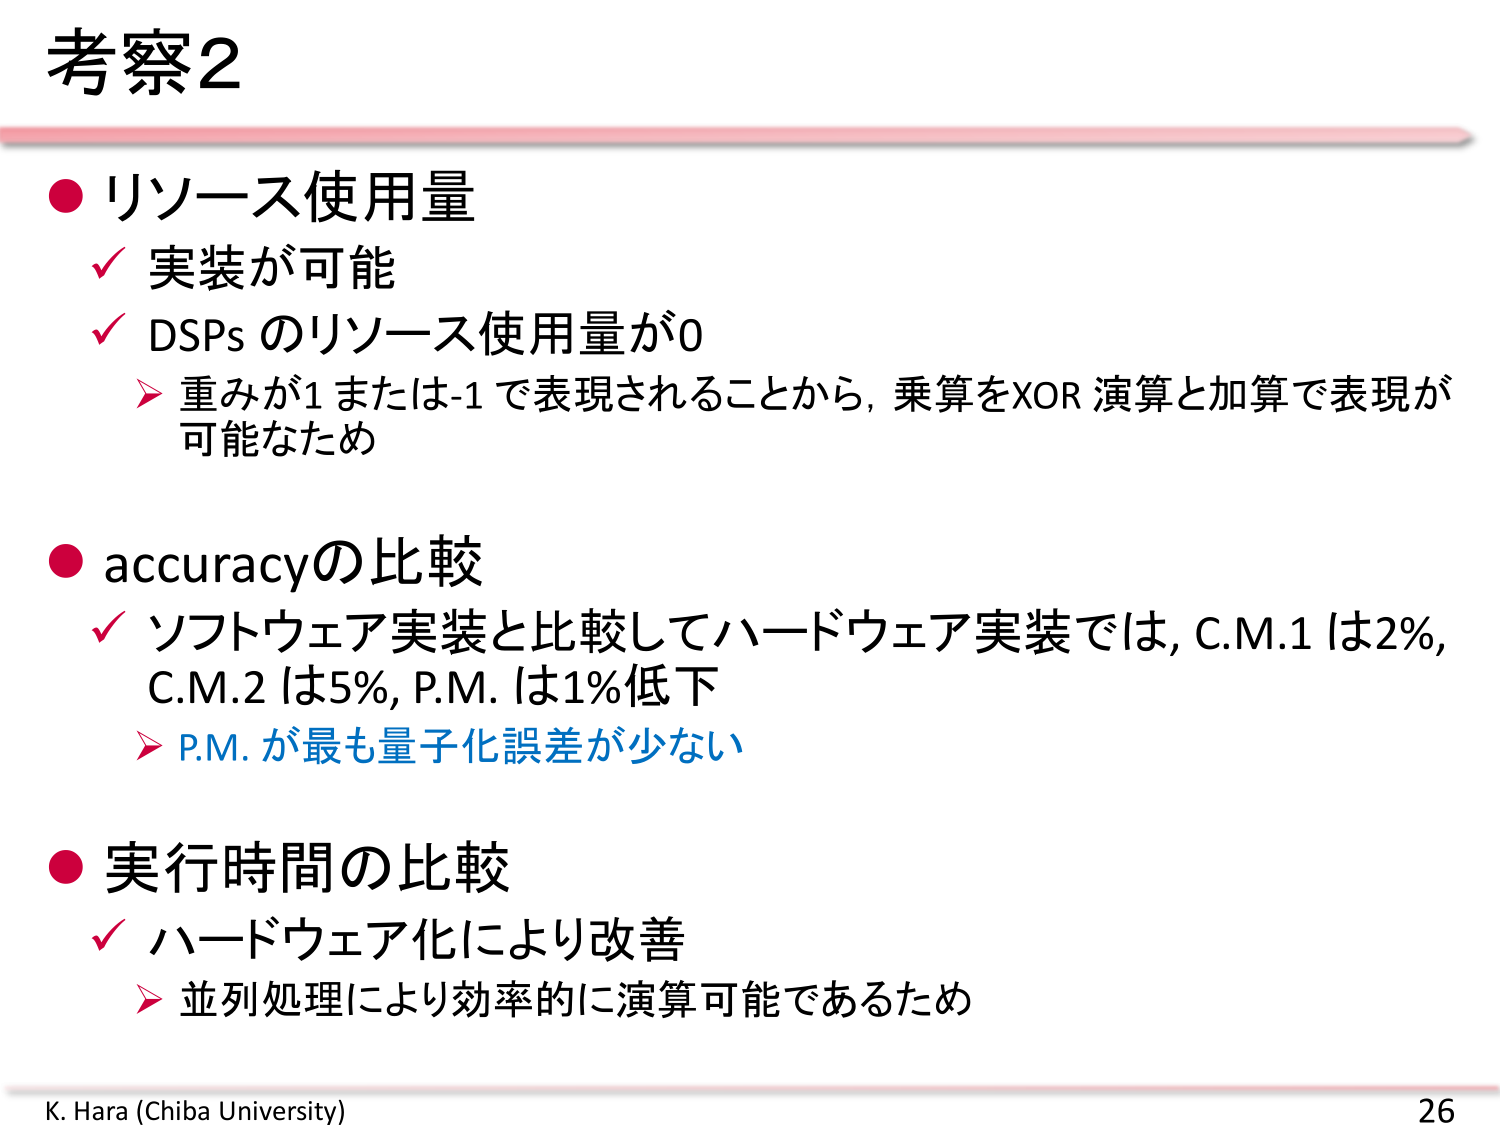 考察2
リソース使用量
実装が可能
DSPs のリソース使用量が0
重みが1 または-1 で表現されることから, 乗算をXOR 演算と加算で表現が
可能なため
accuracyの比較
ソフトウェア実装と比較してハードウェア実装では, C.M.1 は2%,
C.M.2 は5%, P.M. は1%低下
P.M. が最も量子化誤差が少ない
実行時間の比較
ハードウェア化により改善
並列処理により効率的に演算可能であるため
K. Hara (Chiba University)
26